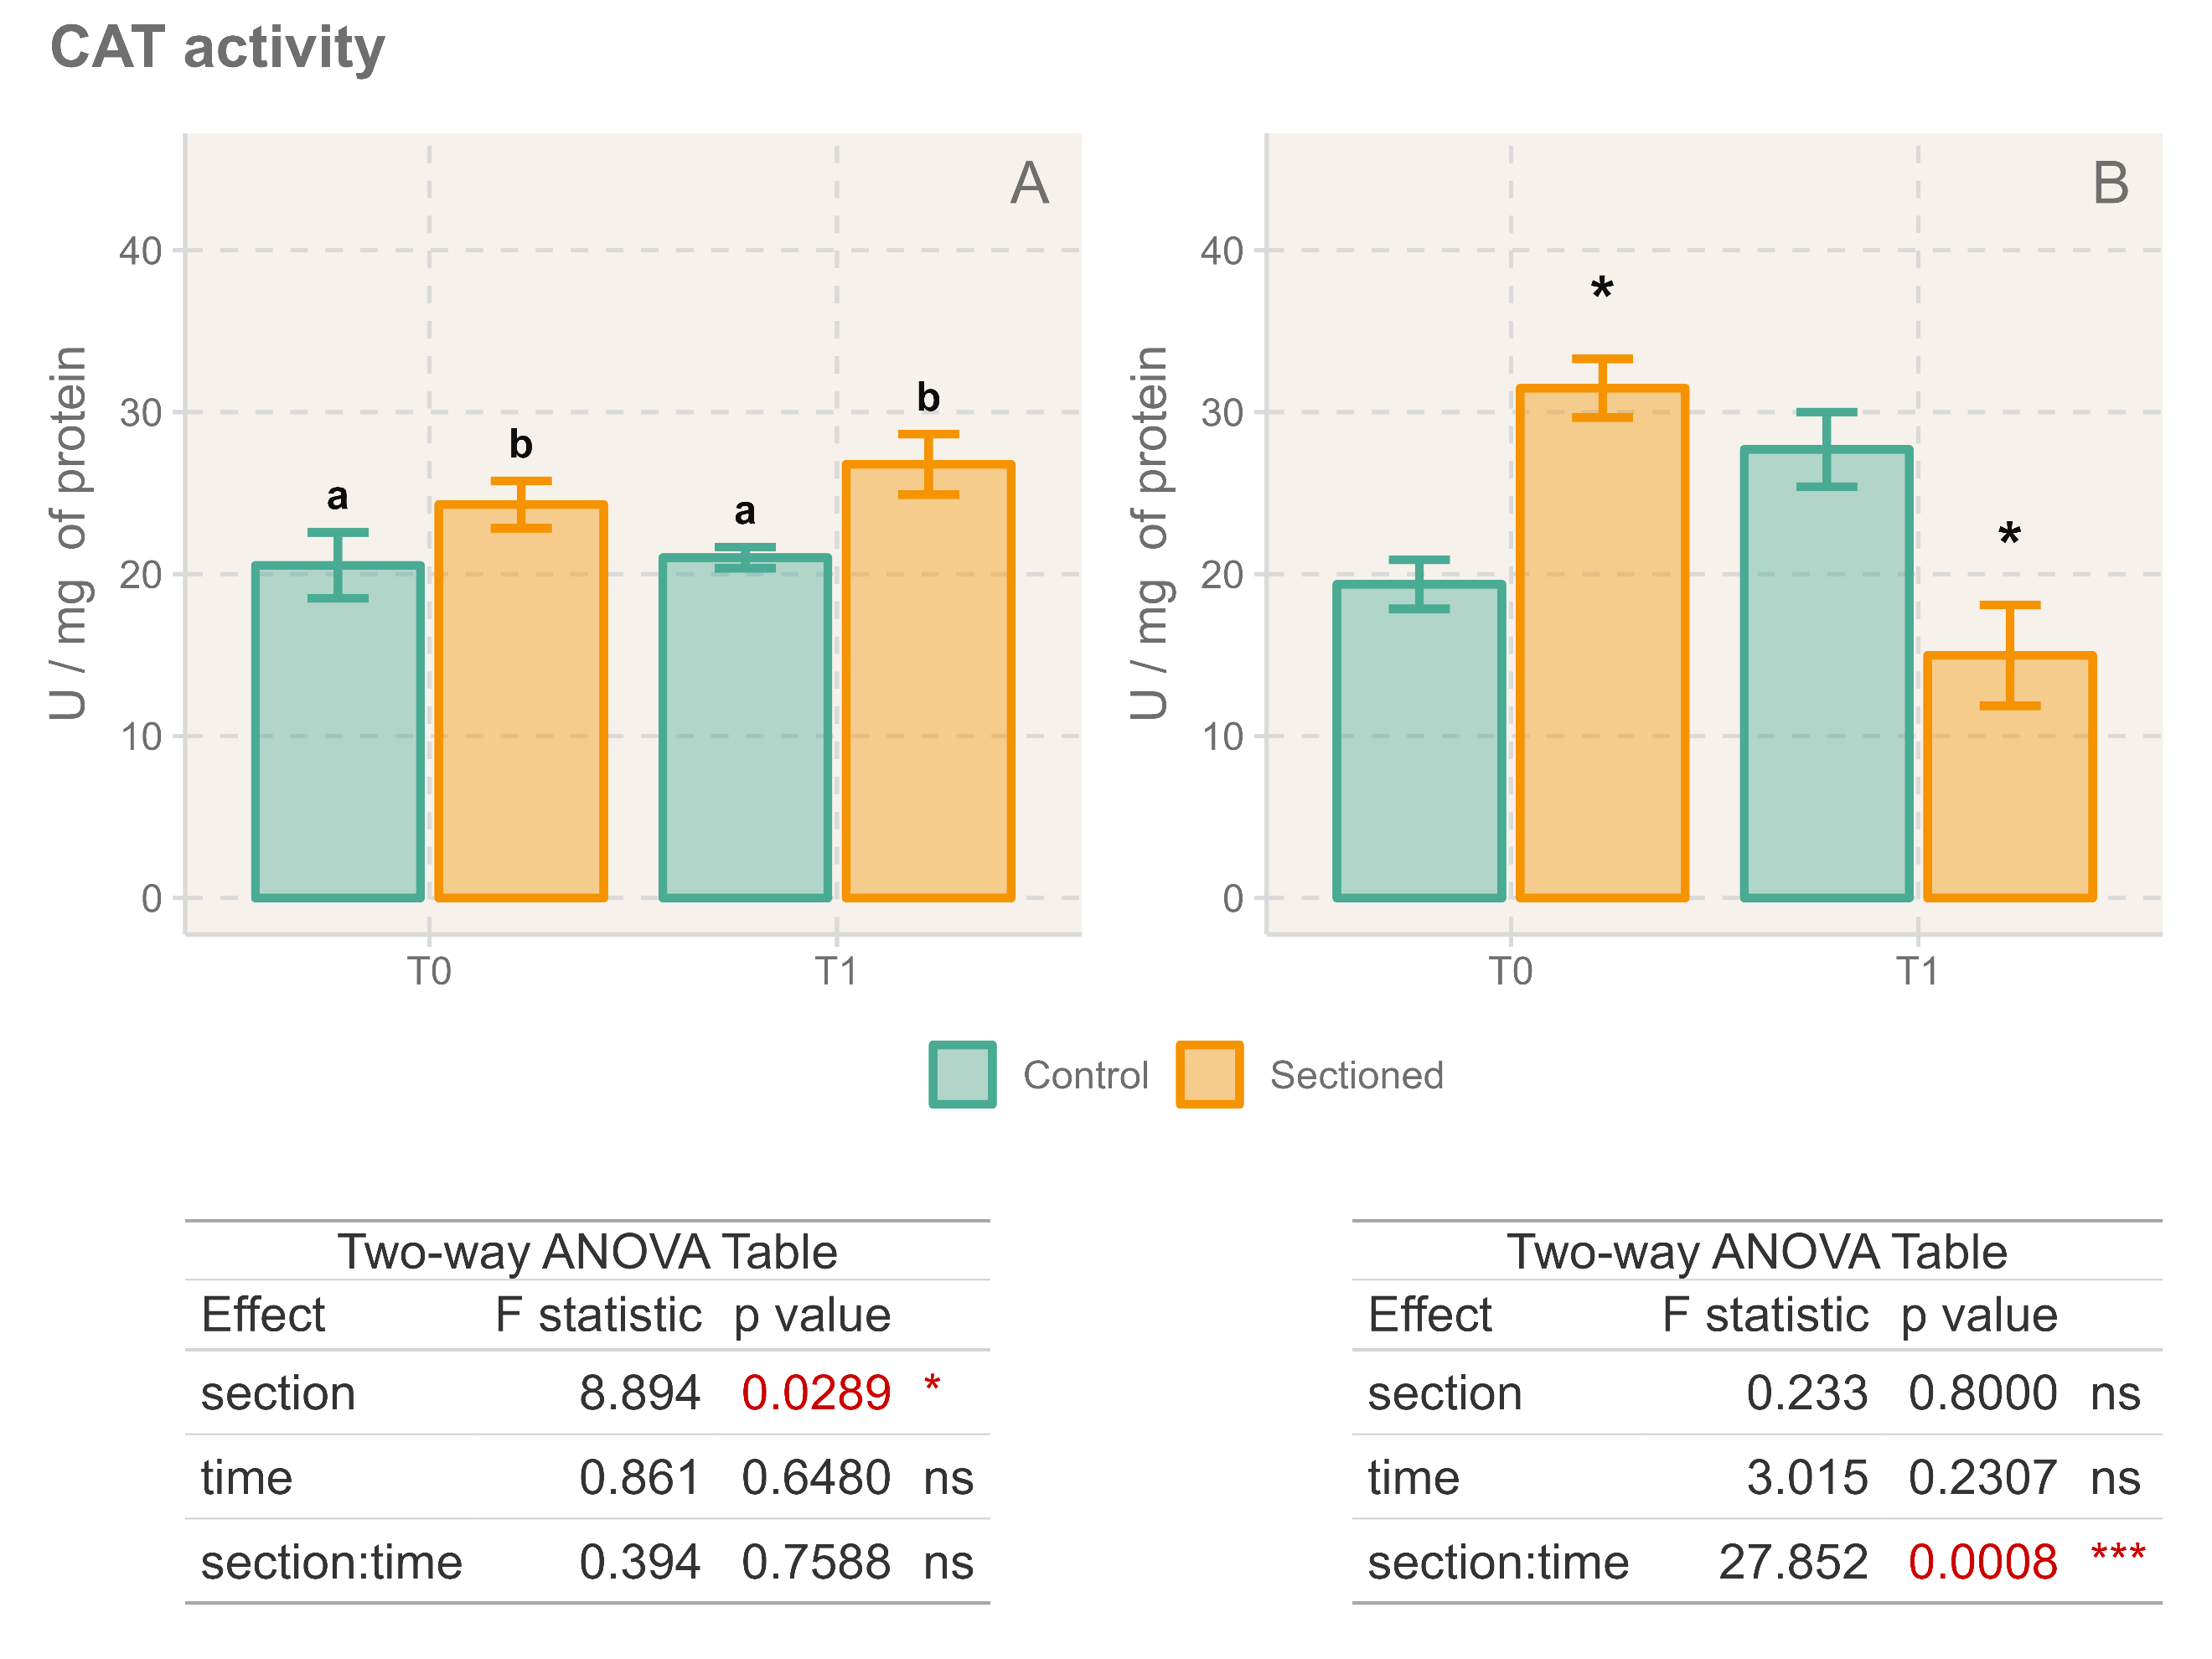 CAT activity
A
U / mg of protein
40
30
20
10
0
a
b
a
b
T0
T1
B
U / mg of protein
40
30
20
10
0
*
*
T0
T1
Control
Sectioned
Two-way ANOVA Table
Effect F statistic p value
section 8.894 0.0289 *
time 0.861 0.6480 ns
section:time 0.394 0.7588 ns
Two-way ANOVA Table
Effect F statistic p value
section 0.233 0.8000 ns
time 3.015 0.2307 ns
section:time 27.852 0.0008 ***